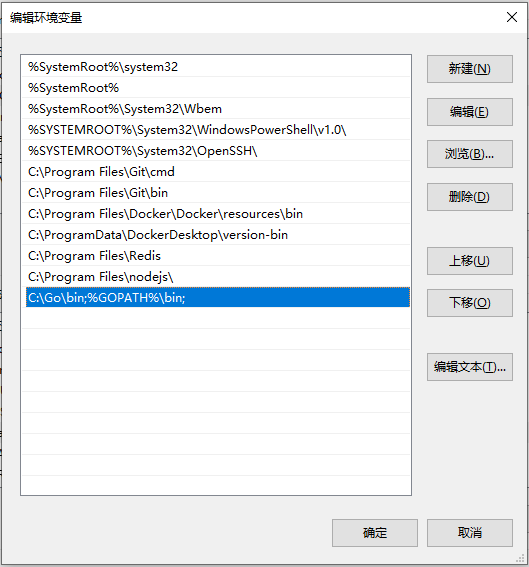 编辑环境变量
%SystemRoot%\system32
%SystemRoot%
%SystemRoot%\System32\Wbem
%SYSTEMROOT%\System32\WindowsPowerShell\v1.0\
%SYSTEMROOT%\System32\OpenSSH\
C:\Program Files\Git\cmd
C:\Program Files\Git\bin
C:\Program Files\Docker\Docker\resources\bin
C:\ProgramData\DockerDesktop\version-bin
C:\Program Files\Redis
C:\Program Files\nodejs\
C:\Go\bin;%GOPATH%\bin;
新建(N)
编辑(E)
浏览(B)...
删除(D)
上移(U)
下移(O)
编辑文本(T)...
确定
取消